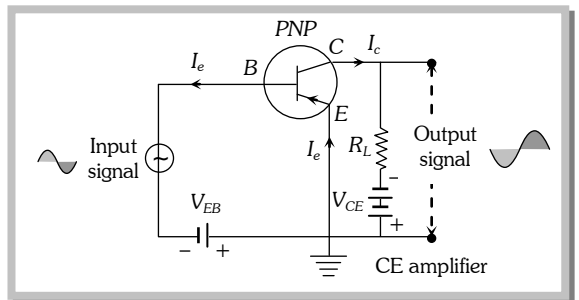 PNP
C
I_c
I_e
B
E
Input
signal
~
I_e
R_L
Output
signal
V_EB
V_CE
–
+
–
+
CE amplifier